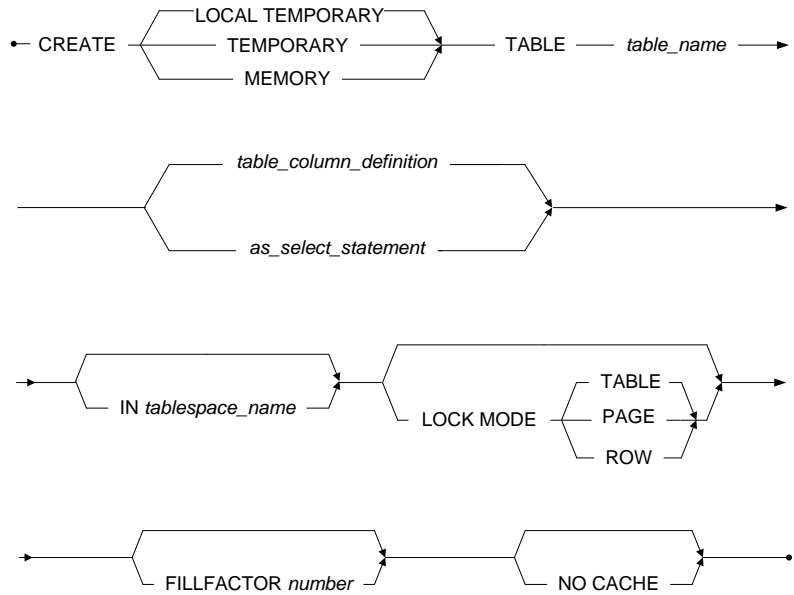 LOCAL TEMPORARY
CREATE TEMPORARY TABLE table_name
MEMORY
table_column_definition
as_select_statement
TABLE
IN tablespace_name LOCK MODE PAGE
ROW
FILLFACTOR number NO CACHE